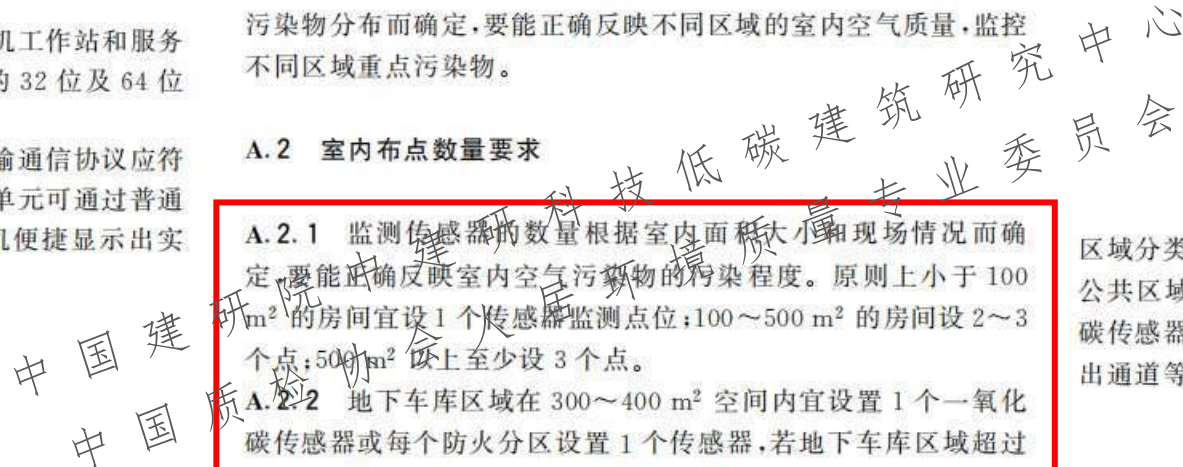 机工作站和服务
的 32 位及 64 位
输通信协议应符
单元可通过普通
机便捷显示出实
污染物分布而确定,要能正确反映不同区域的室内空气质量,监控
不同区域重点污染物。
A.2 室内布点数量要求
A.2.1 监测传感器的数量根据室内面积大小和现场情况而确
定,要能正确反映室内空气污染物的污染程度。原则上小于 100
m² 的房间宜设 1 个传感器监测点位;100～500 m² 的房间设 2～3
个点;500 m² 以上至少设 3 个点。
A.2.2 地下车库区域在 300～400 m² 空间内宜设置 1 个一氧化
碳传感器或每个防火分区设置 1 个传感器,若地下车库区域超过
区域分类
公共区域
碳传感器
出通道等
中国建研院中建研科技低碳建筑研究中心
中国质检协会人居环境质量专业委员会